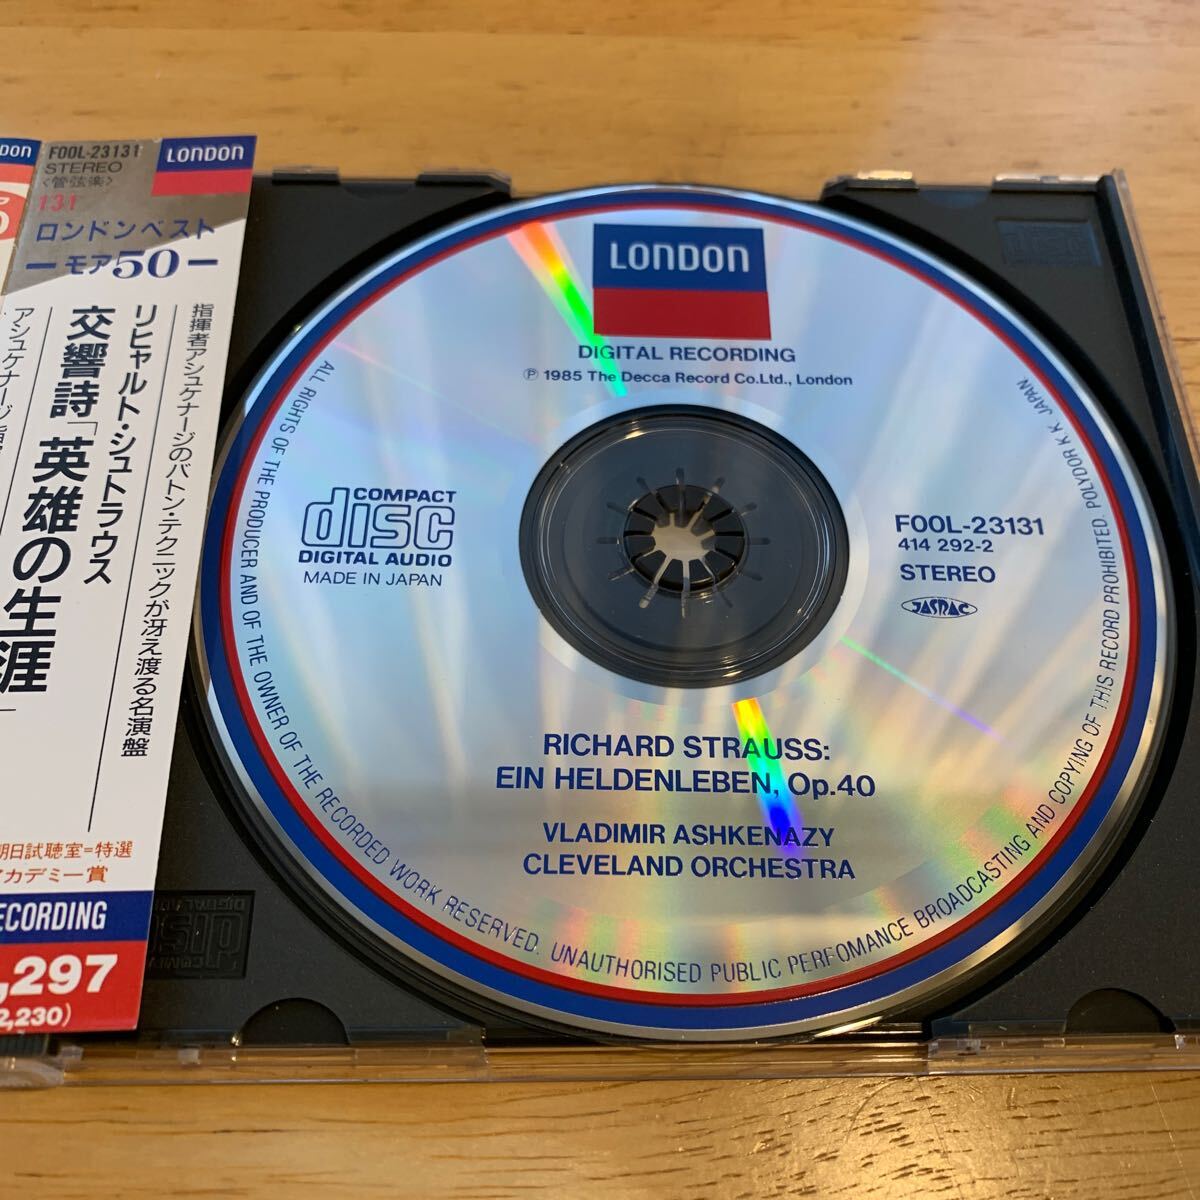 DON
FOOL-23131
STEREO
〈管弦楽〉
131
LONDON
ロンドンベスト
ーモア50ー
指揮者アシュケナージのバトン・テクニックが冴え渡る名演盤
リヒャルト・シュトラウス
交響詩「英雄の生涯」
アシュケナージ指
朝日試聴室=特選
アカデミー賞
RECORDING
,297
2,230)
LONDON
DIGITAL RECORDING
℗ 1985 The Decca Record Co.Ltd., London
COMPACT
disc
DIGITAL AUDIO
MADE IN JAPAN
FOOL-23131
414 292-2
STEREO
JASRAC
RICHARD STRAUSS:
EIN HELDENLEBEN, Op.40
VLADIMIR ASHKENAZY
CLEVELAND ORCHESTRA
ALL RIGHTS OF THE PRODUCER AND OF THE OWNER OF THE RECORDED WORK RESERVED. UNAUTHORISED PUBLIC PERFOMANCE BROADCASTING AND COPYING OF THIS RECORD PROHIBITED. POLYDOR K.K. JAPAN